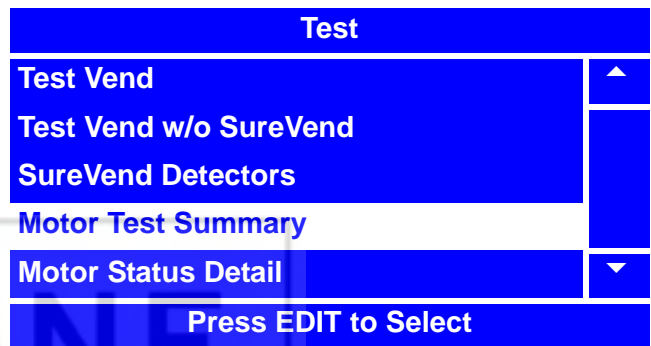 Test
Test Vend
Test Vend w/o SureVend
SureVend Detectors
Motor Test Summary
Motor Status Detail
Press EDIT to Select